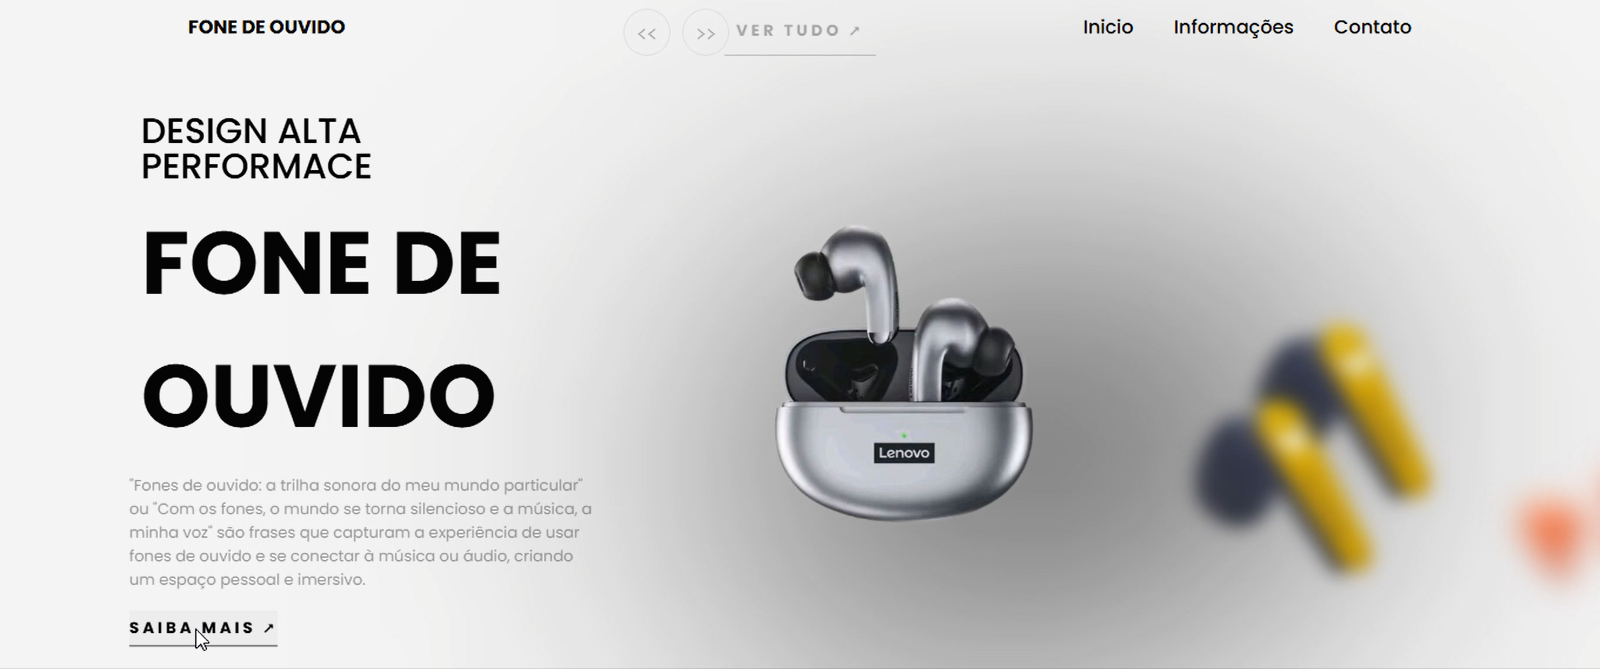 FONE DE OUVIDO
<< >> VER TUDO ↗
Inicio Informações Contato
DESIGN ALTA
PERFORMACE
FONE DE
OUVIDO
"Fones de ouvido: a trilha sonora do meu mundo particular"
ou "Com os fones, o mundo se torna silencioso e a música, a
minha voz" são frases que capturam a experiência de usar
fones de ouvido e se conectar à música ou áudio, criando
um espaço pessoal e imersivo.
SAIBA MAIS ↗
Lenovo